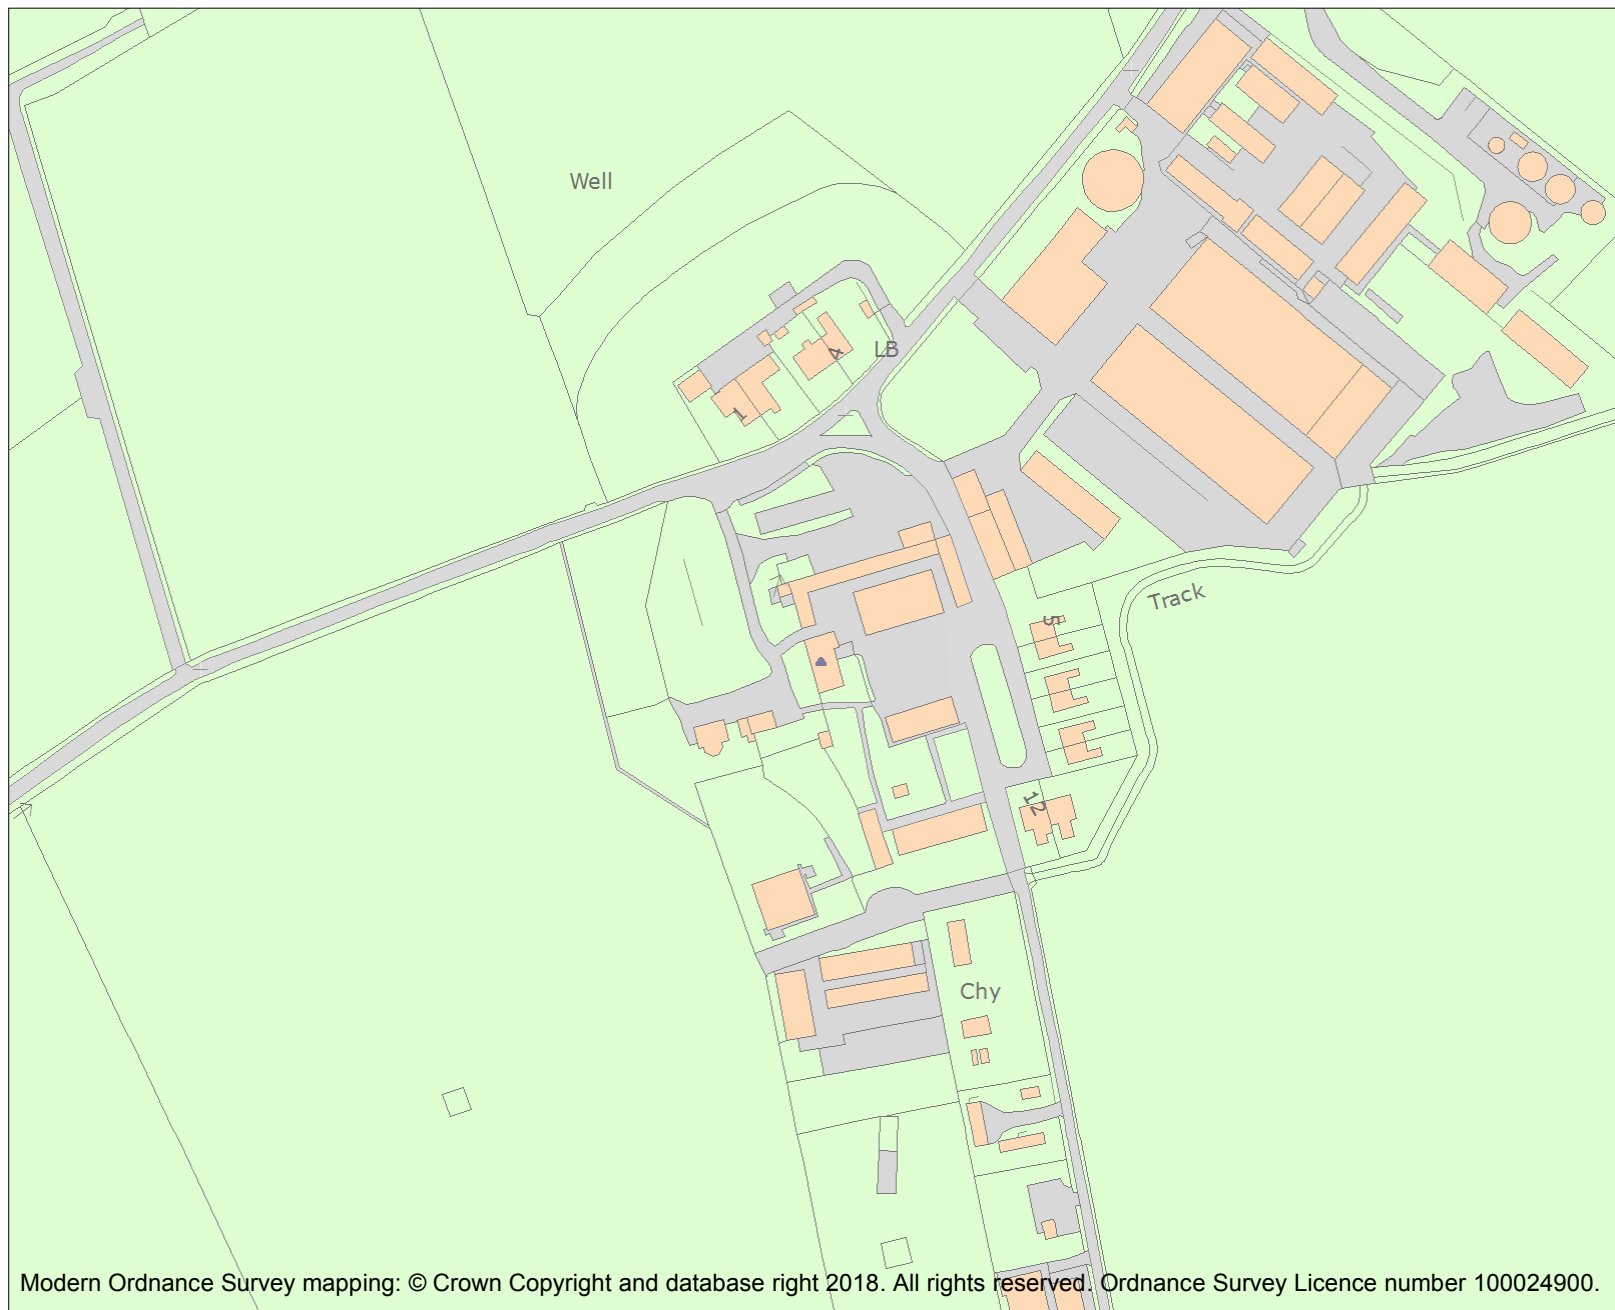 Well
LB
4
1
Track
5
12
Chy
Modern Ordnance Survey mapping: © Crown Copyright and database right 2018. All rights reserved. Ordnance Survey Licence number 100024900.